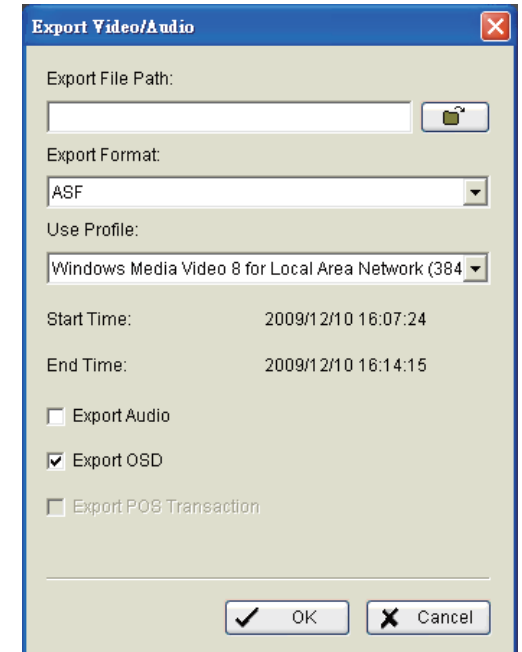 Export Video/Audio
Export File Path:
Export Format:
ASF
Use Profile:
Windows Media Video 8 for Local Area Network (384
Start Time: 2009/12/10 16:07:24
End Time: 2009/12/10 16:14:15
Export Audio
Export OSD
Export POS Transaction
OK Cancel